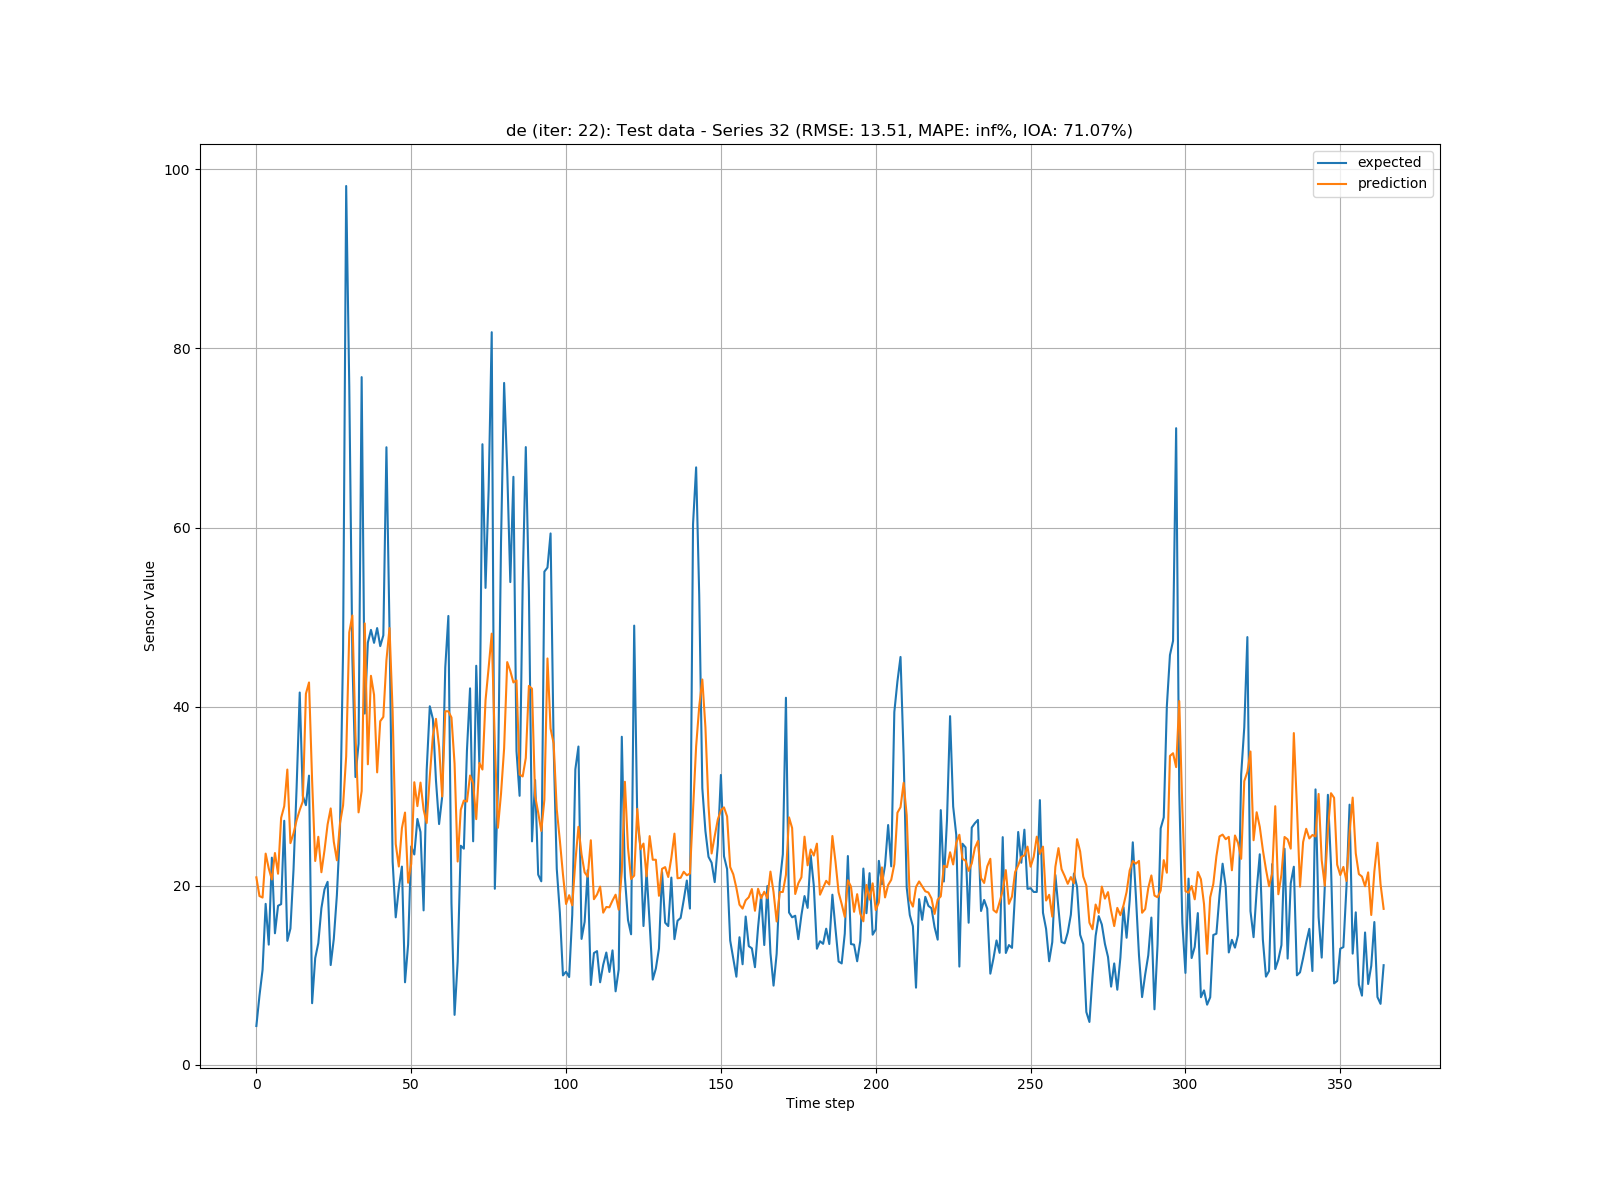 de (iter: 22): Test data - Series 32 (RMSE: 13.51, MAPE: inf%, IOA: 71.07%)
expected
prediction
100
80
60
40
20
0
Sensor Value
0 50 100 150 200 250 300 350
Time step